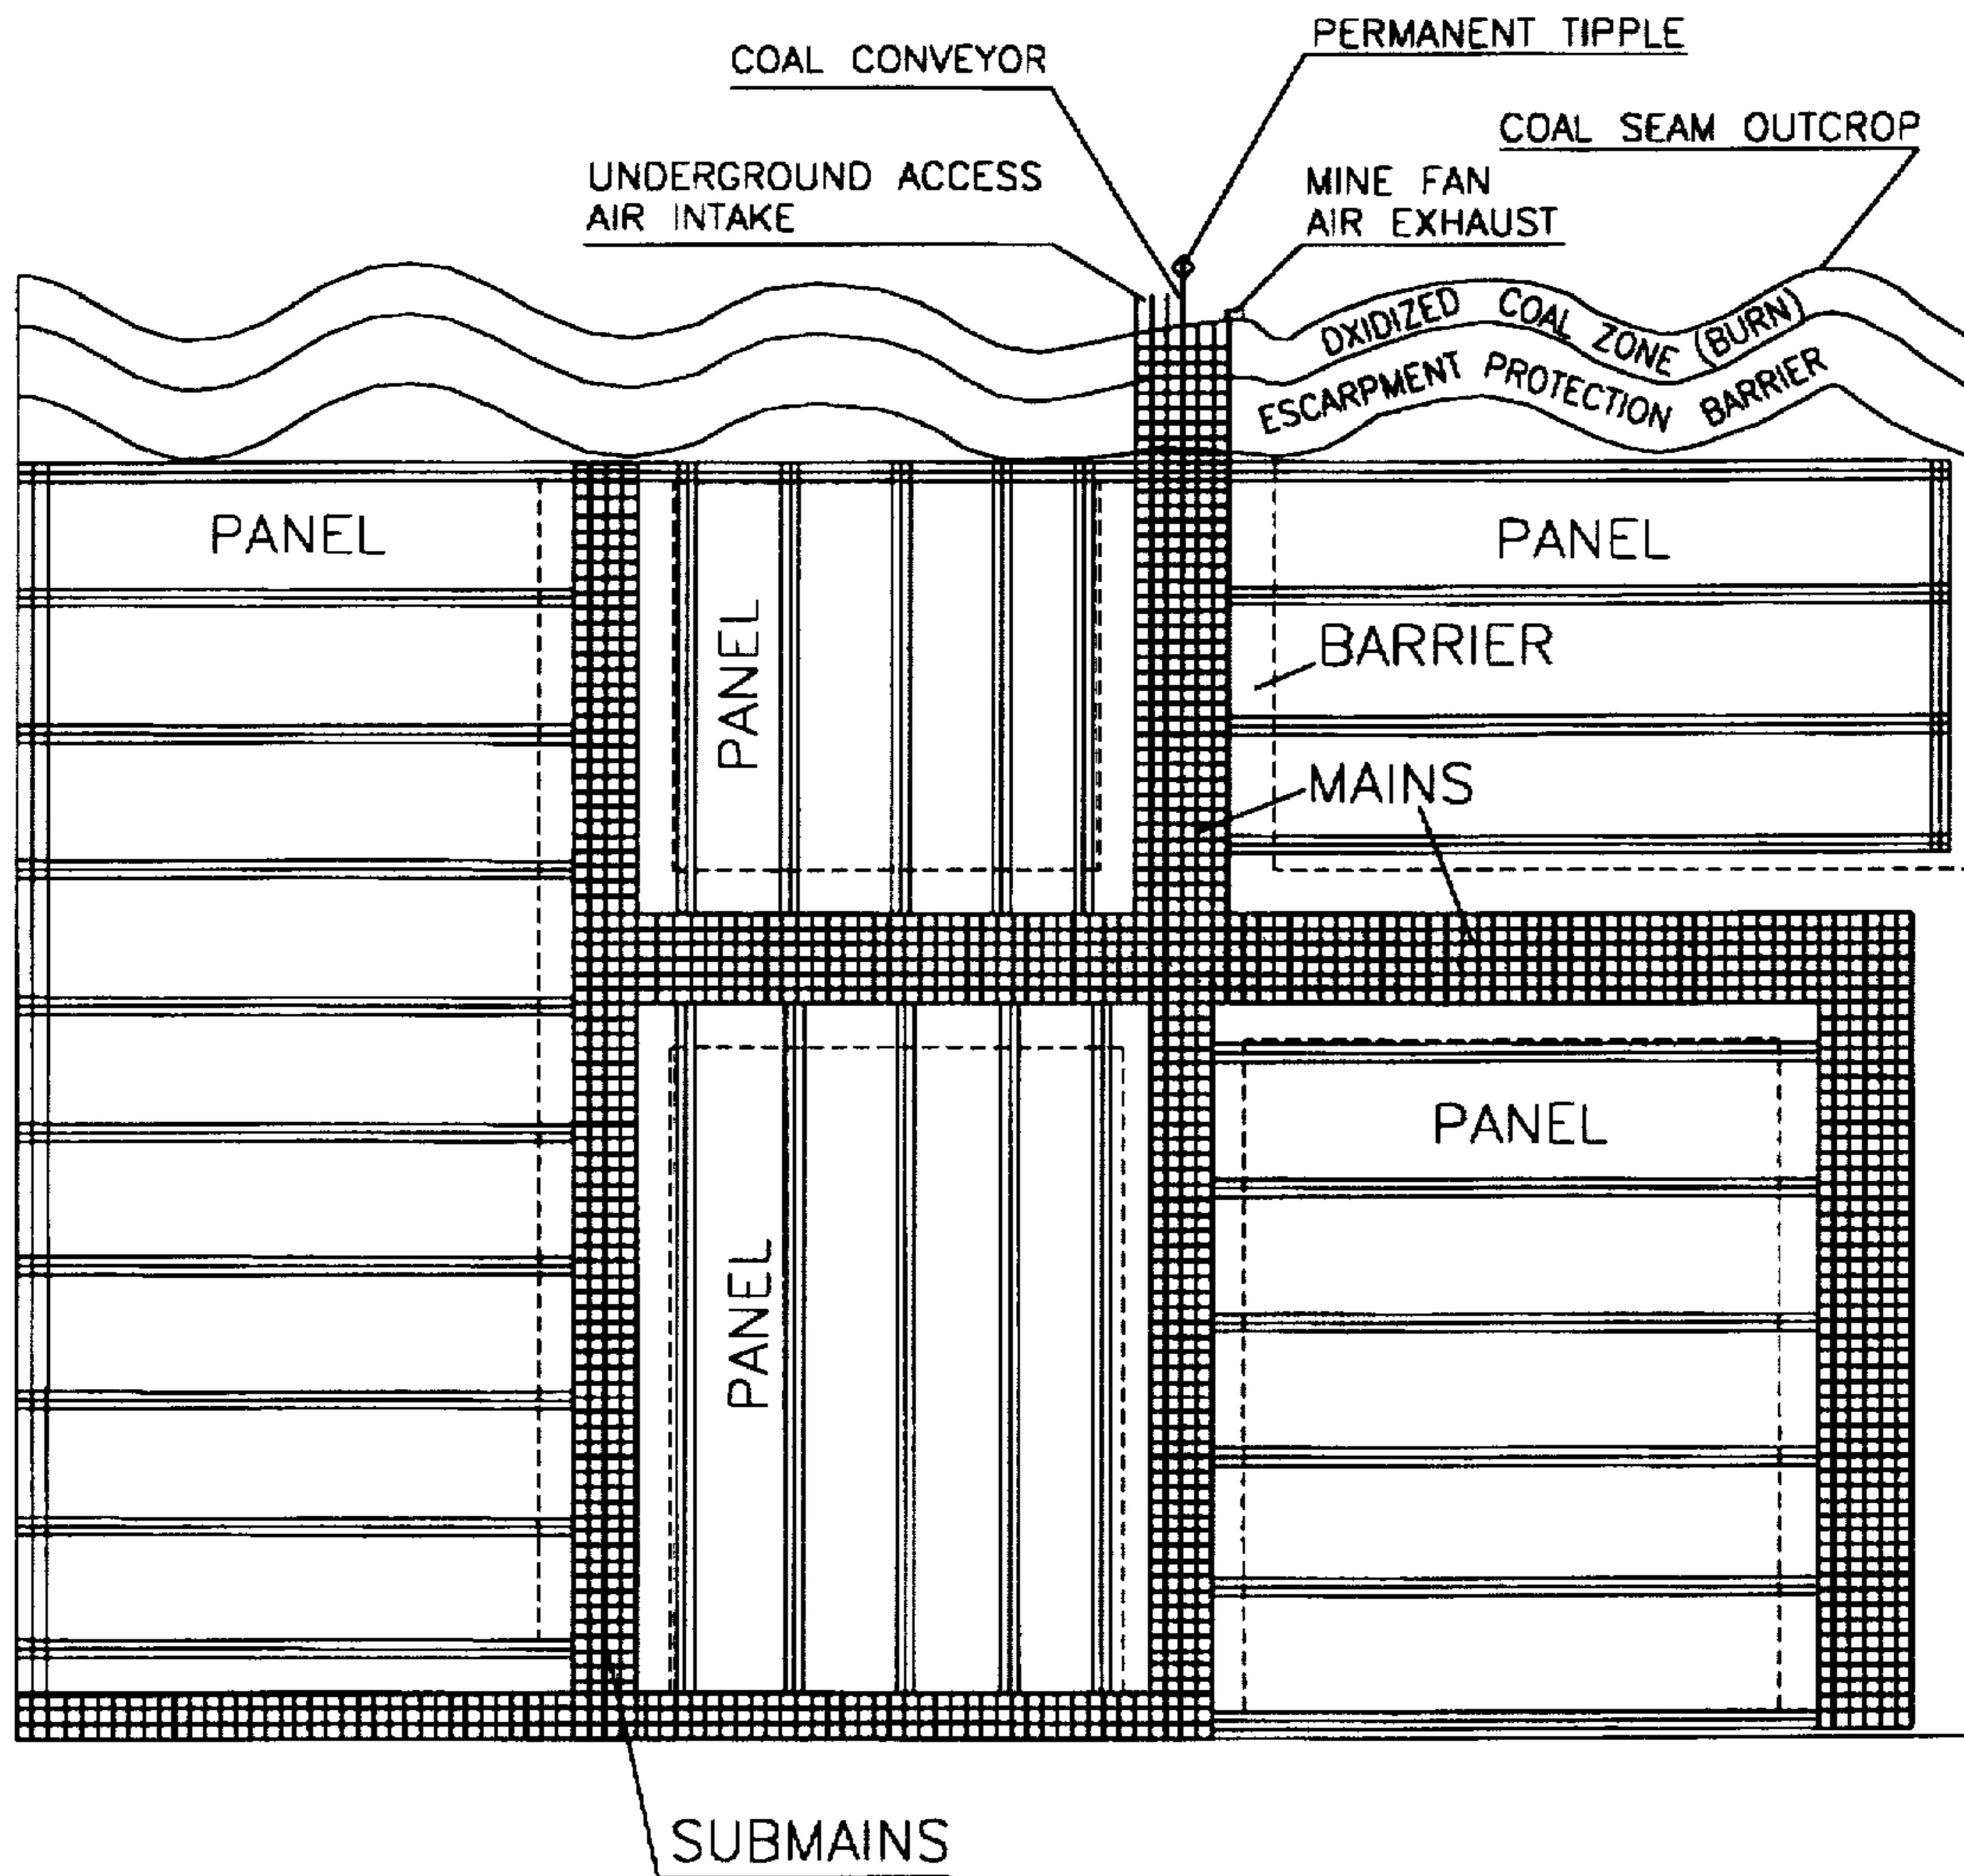 PERMANENT TIPPLE
COAL CONVEYOR
COAL SEAM OUTCROP
UNDERGROUND ACCESS
AIR INTAKE
MINE FAN
AIR EXHAUST
OXIDIZED COAL ZONE (BURN)
ESCARPMENT PROTECTION BARRIER
PANEL
PANEL
PANEL
BARRIER
MAINS
PANEL
PANEL
SUBMAINS